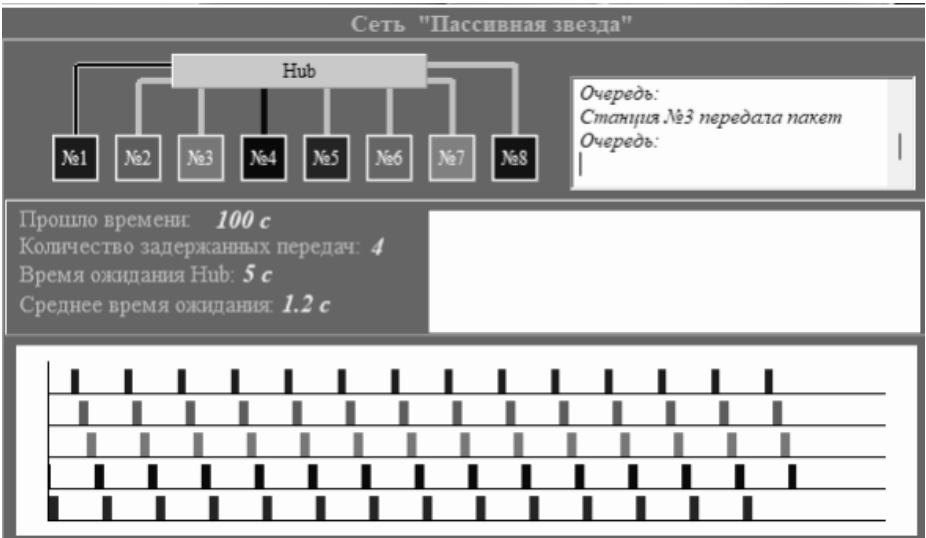 Сеть "Пассивная звезда"
Hub
№1 №2 №3 №4 №5 №6 №7 №8
Очередь:
Станция №3 передала пакет
Очередь:
Прошло времени: 100 с
Количество задержанных передач: 4
Время ожидания Hub: 5 с
Среднее время ожидания: 1.2 с